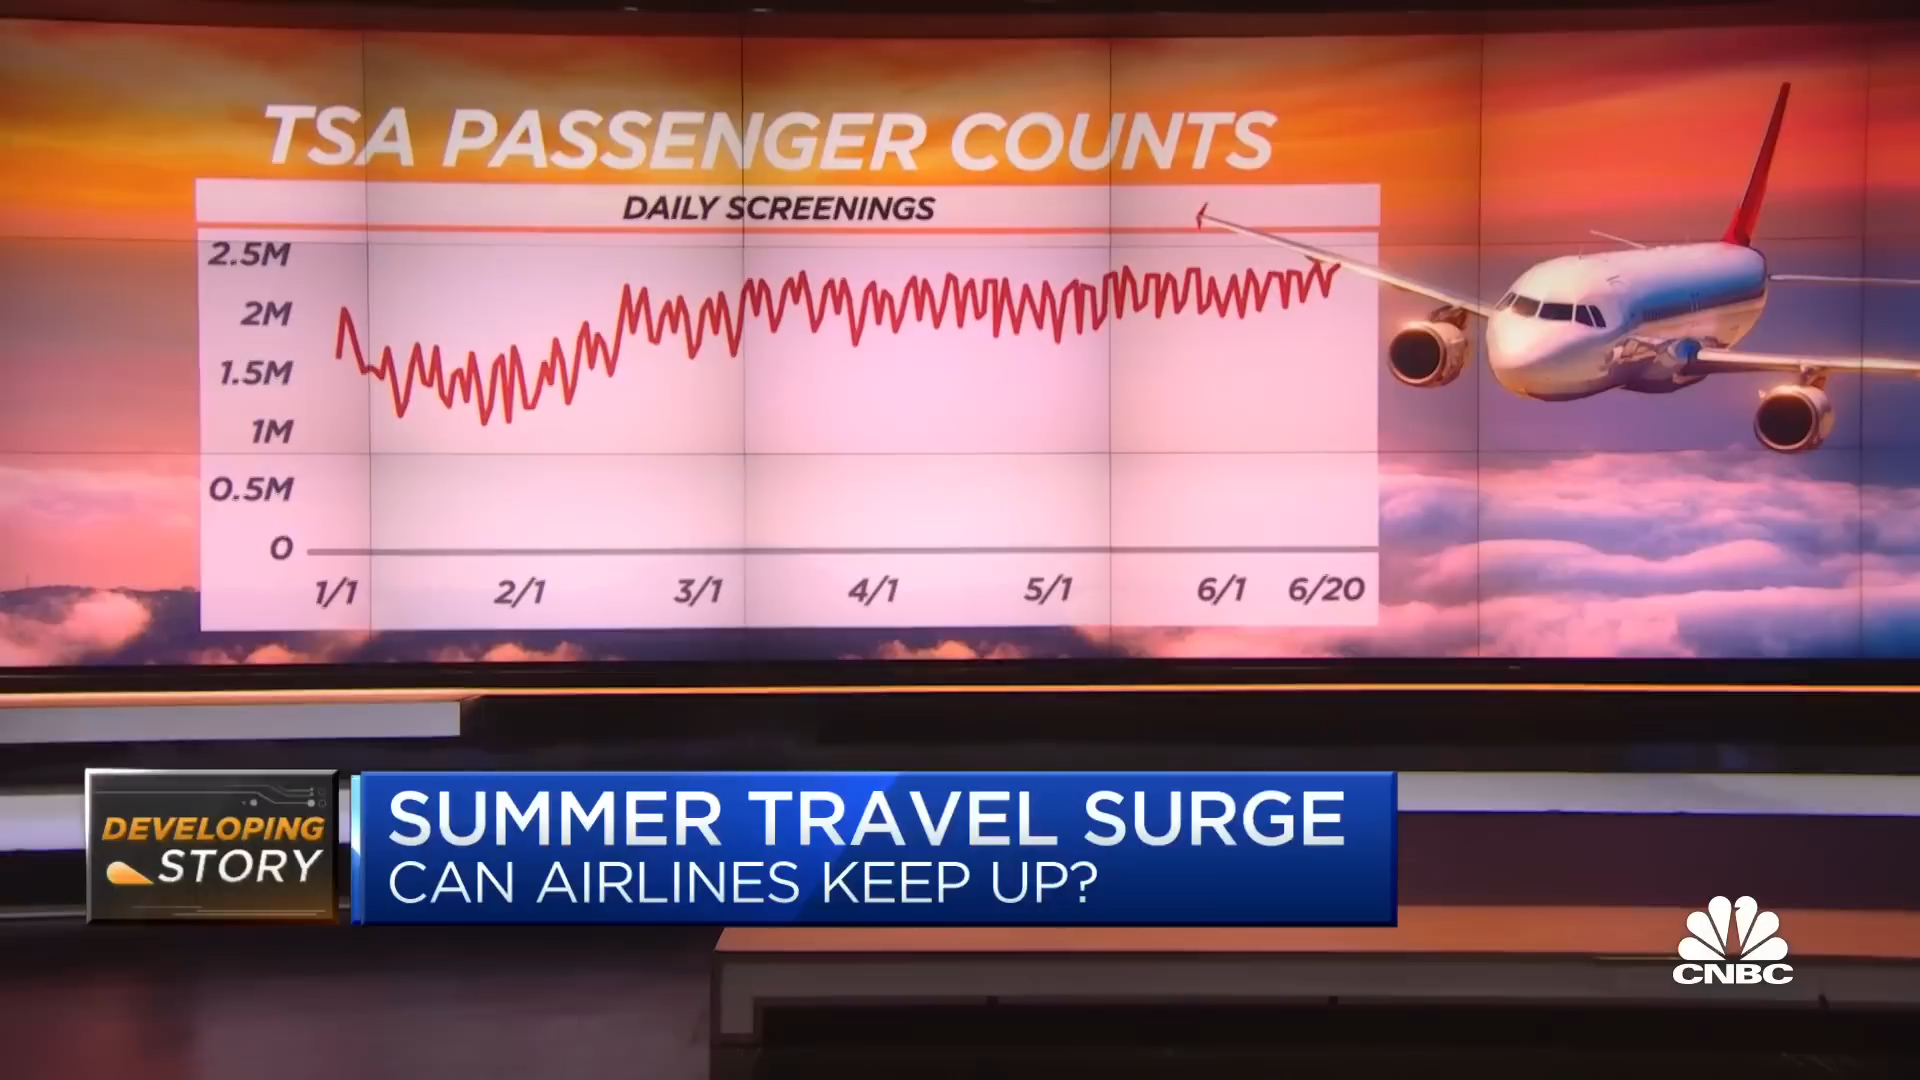 TSA PASSENGER COUNTS
DAILY SCREENINGS
2.5M
2M
1.5M
1M
0.5M
0
1/1 2/1 3/1 4/1 5/1 6/1 6/20
DEVELOPING
STORY
SUMMER TRAVEL SURGE
CAN AIRLINES KEEP UP?
CNBC